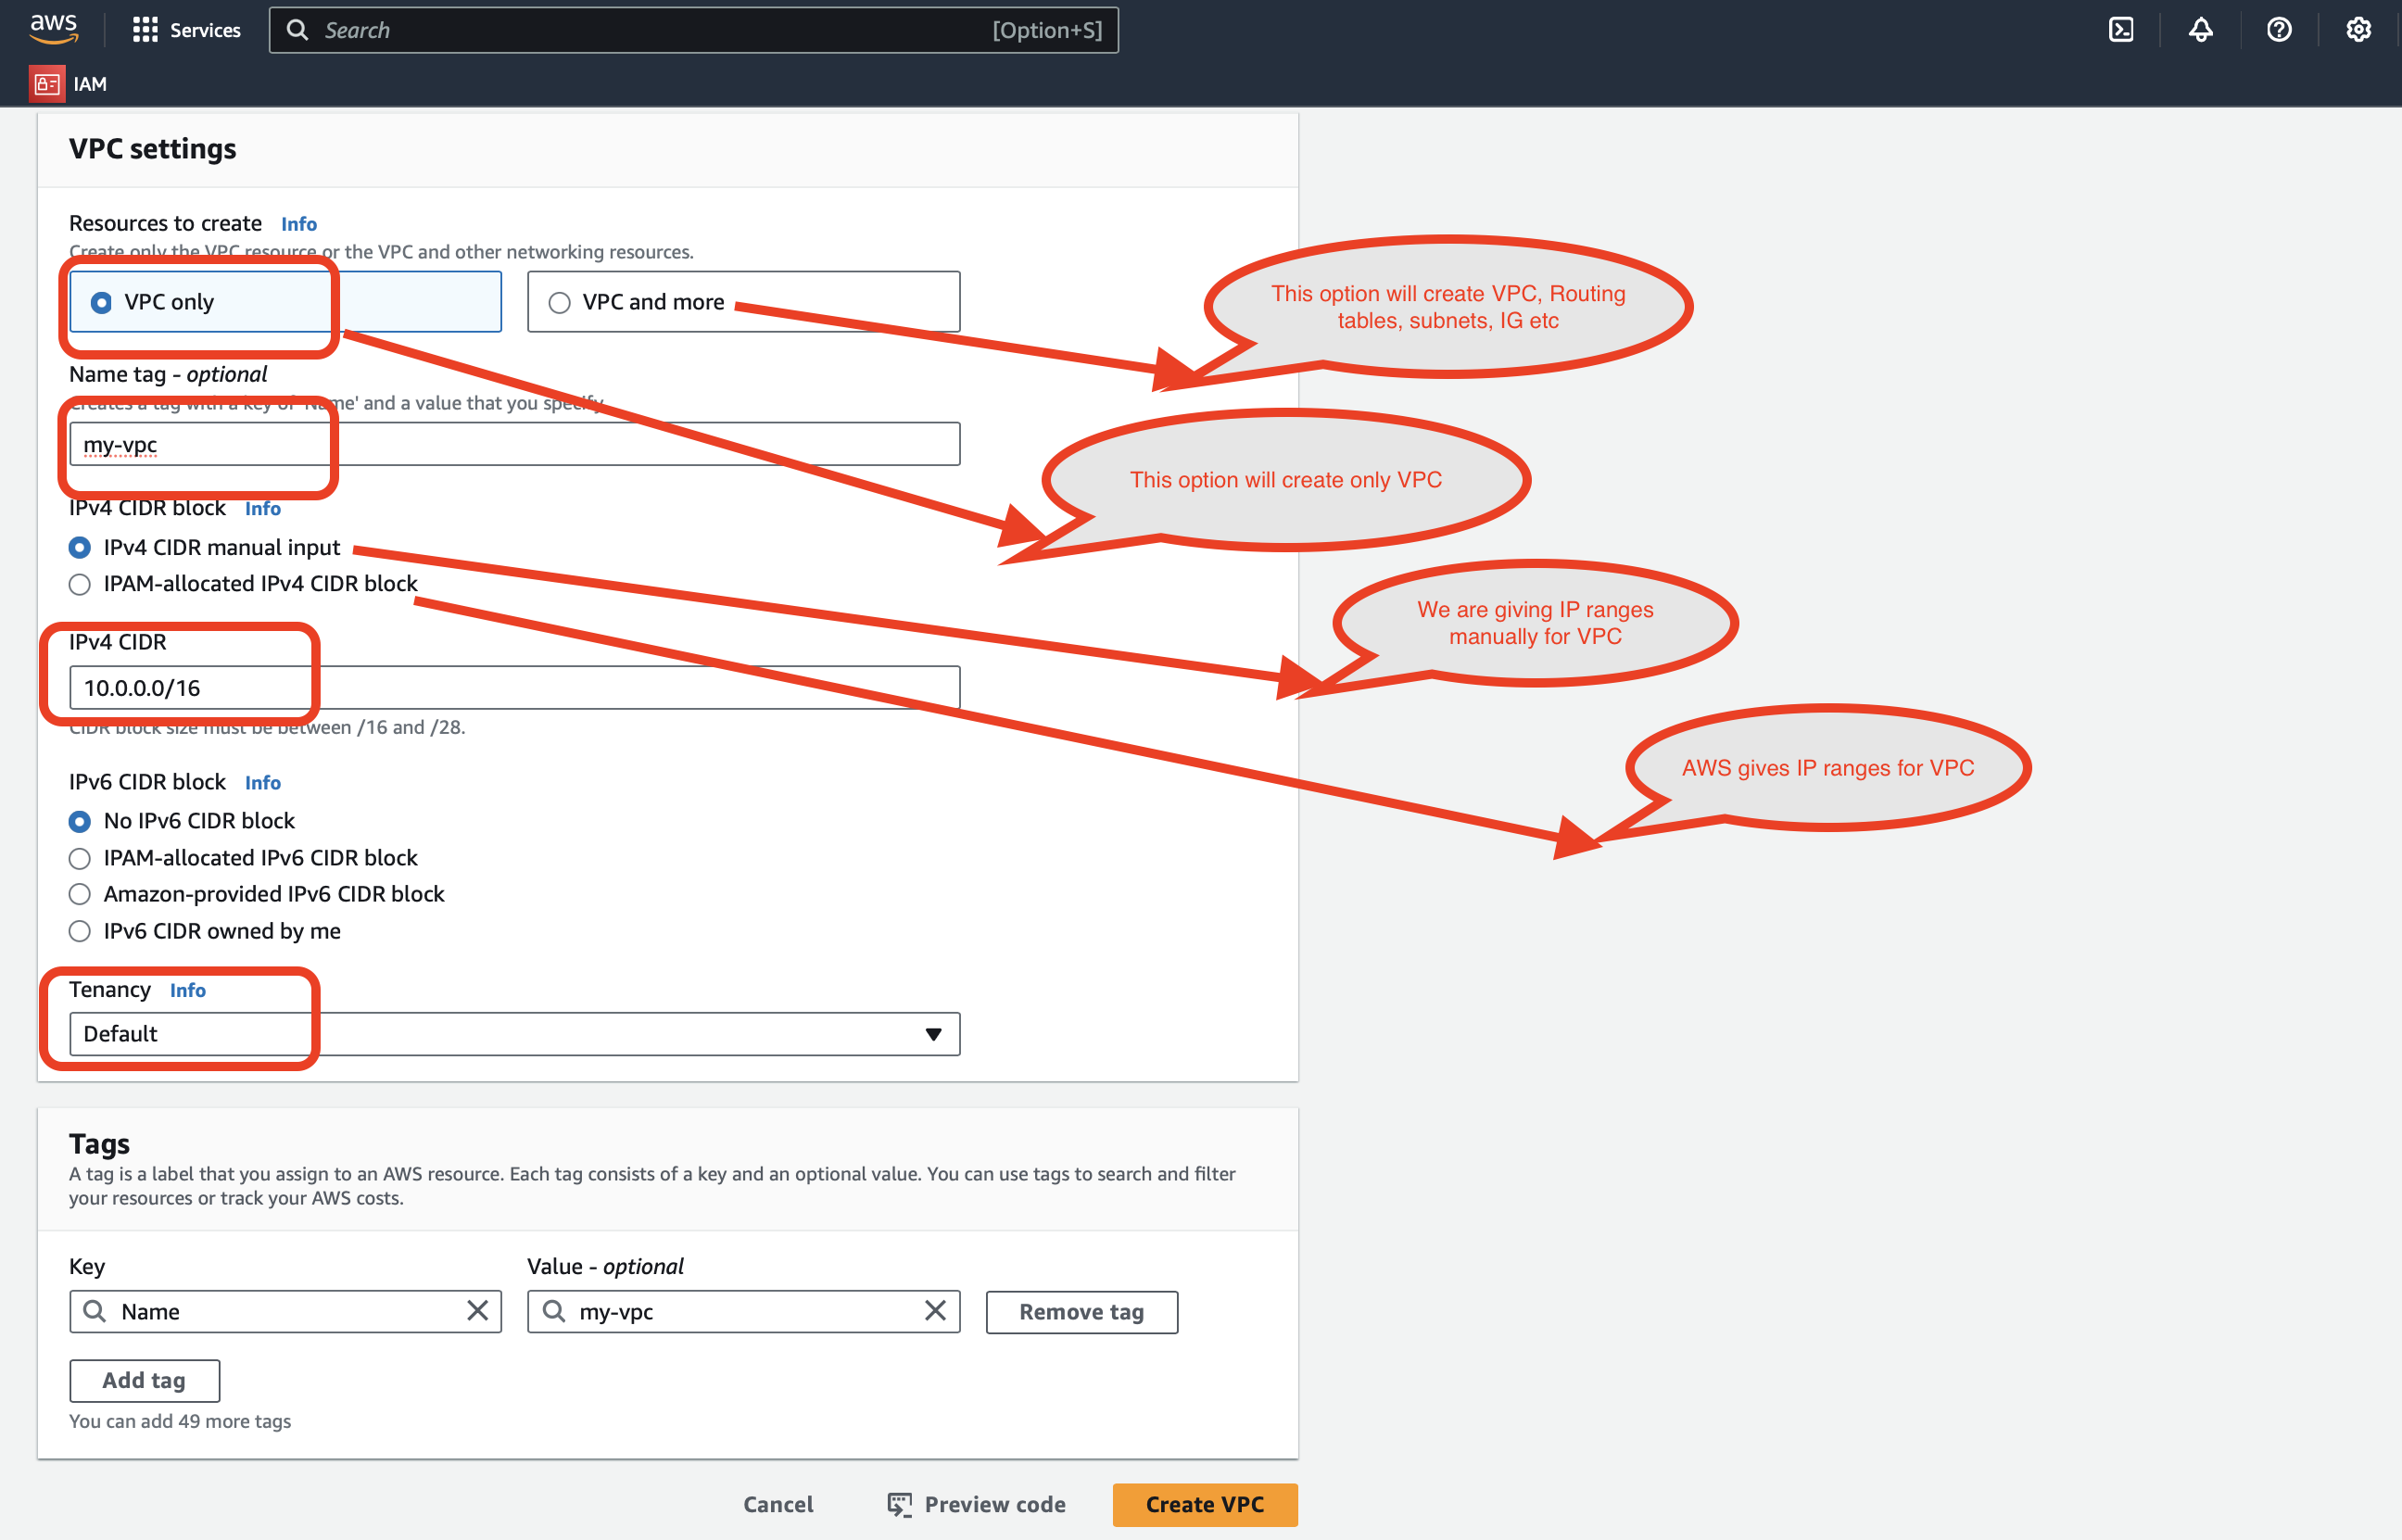 aws
Services
Search
[Option+S]
IAM
VPC settings
Resources to create Info
Create only the VPC resource or the VPC and other networking resources.
VPC only
VPC and more
This option will create VPC, Routing
tables, subnets, IG etc
Name tag - optional
Creates a tag with a key of 'Name' and a value that you specify.
my-vpc
This option will create only VPC
IPv4 CIDR block Info
IPv4 CIDR manual input
IPAM-allocated IPv4 CIDR block
We are giving IP ranges
manually for VPC
IPv4 CIDR
10.0.0.0/16
CIDR block size must be between /16 and /28.
AWS gives IP ranges for VPC
IPv6 CIDR block Info
No IPv6 CIDR block
IPAM-allocated IPv6 CIDR block
Amazon-provided IPv6 CIDR block
IPv6 CIDR owned by me
Tenancy Info
Default
Tags
A tag is a label that you assign to an AWS resource. Each tag consists of a key and an optional value. You can use tags to search and filter
your resources or track your AWS costs.
Key
Value - optional
Name
my-vpc
Remove tag
Add tag
You can add 49 more tags
Cancel
Preview code
Create VPC